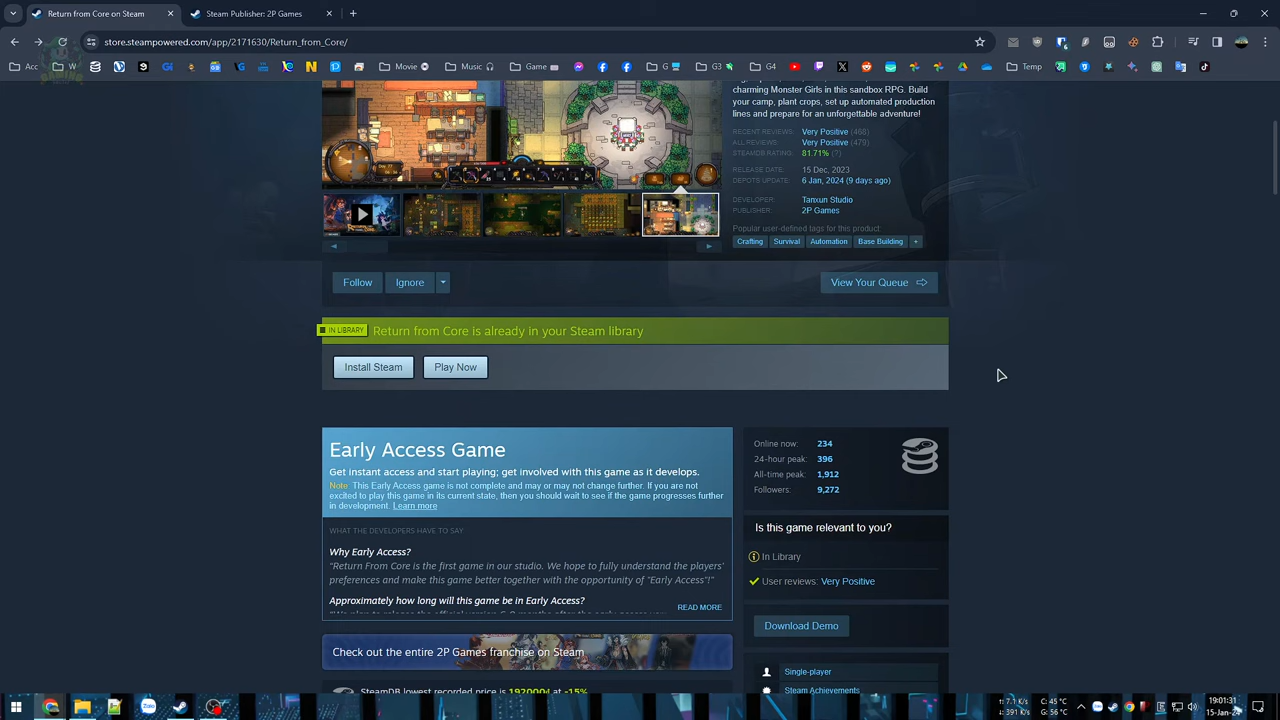 Return from Core on Steam
Steam Publisher: 2P Games
store.steampowered.com/app/2171630/Return_from_Core/
Acc
W
Movie
Music
Game
G
G4
Temp
charming Monster Girls in this sandbox RPG. Build
your camp, plant crops, set up automated production
lines and prepare for an unforgettable adventure!
RECENT REVIEWS: Very Positive (468)
ALL REVIEWS: Very Positive (479)
STEAMDB RATING: 81.71% (?)
RELEASE DATE: 15 Dec, 2023
DEPOTS UPDATE: 6 Jan, 2024 (9 days ago)
DEVELOPER: Tanxun Studio
PUBLISHER: 2P Games
Popular user-defined tags for this product:
Crafting Survival Automation Base Building +
Follow Ignore View Your Queue
IN LIBRARY Return from Core is already in your Steam library
Install Steam Play Now
Early Access Game
Get instant access and start playing; get involved with this game as it develops.
Note: This Early Access game is not complete and may or may not change further. If you are not
excited to play this game in its current state, then you should wait to see if the game progresses further
in development. Learn more
WHAT THE DEVELOPERS HAVE TO SAY:
Why Early Access?
"Return From Core is the first game in our studio. We hope to fully understand the players'
preferences and make this game better together with the opportunity of "Early Access"!"
Approximately how long will this game be in Early Access?
READ MORE
Check out the entire 2P Games franchise on Steam
SteamDB lowest recorded price is 192000₫ at -15%
Online now: 234
24-hour peak: 396
All-time peak: 1,912
Followers: 9,272
Is this game relevant to you?
In Library
User reviews: Very Positive
Download Demo
Single-player
Steam Achievements
19:01:31